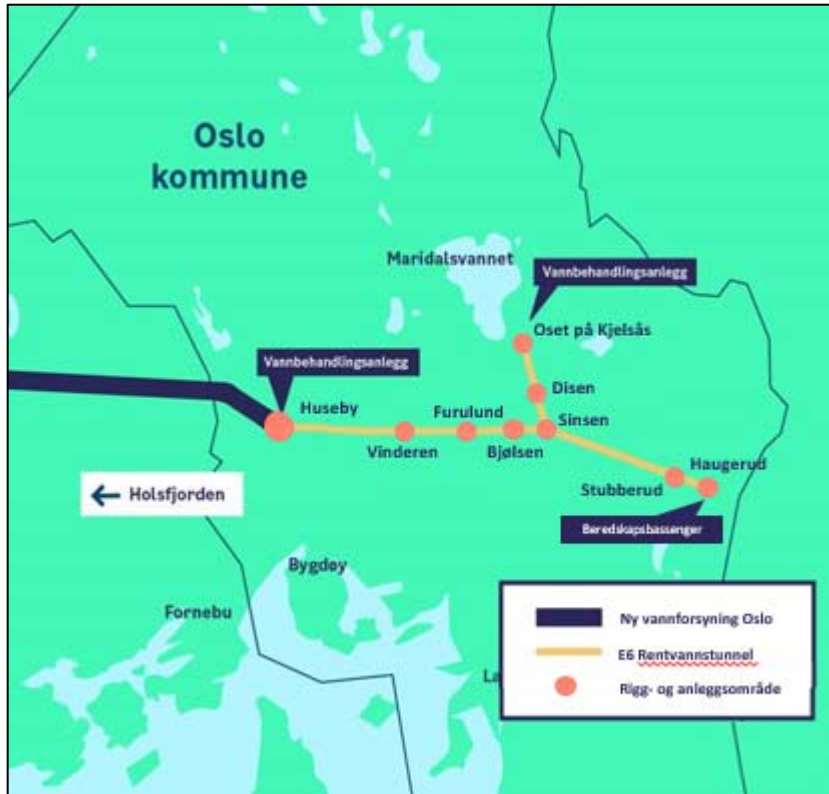 Oslo
kommune
Maridalsvannet
Vannbehandlingsanlegg
Oset på Kjelsås
Vannbehandlingsanlegg
Disen
Huseby
Furulund
Sinsen
Vinderen
Bjølsen
Haugerud
Stubberud
← Holsfjorden
Beredskapsbassenger
Bygdøy
Fornebu
Ny vannforsyning Oslo
E6 Rentvannstunnel
Rigg- og anleggsområde